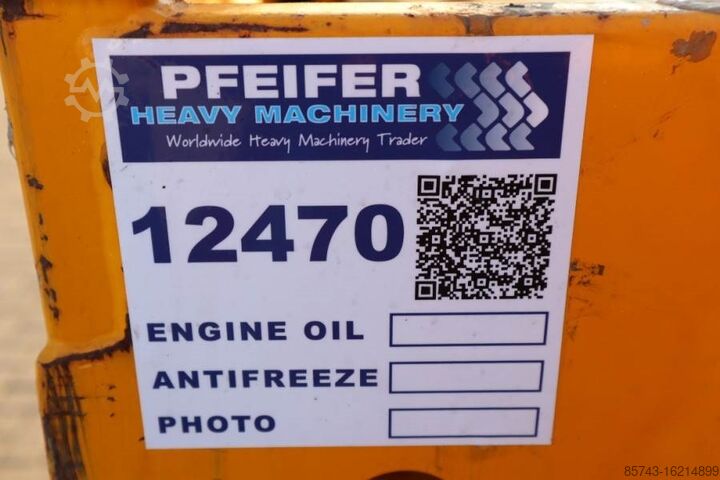 PFEIFER
HEAVY MACHINERY
Worldwide Heavy Machinery Trader
12470
ENGINE OIL
ANTIFREEZE
PHOTO
85743-16214899